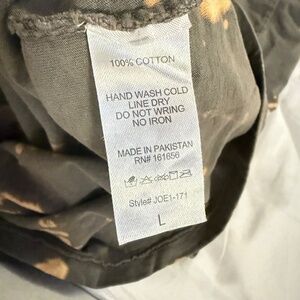 100% COTTON
HAND WASH COLD
LINE DRY
DO NOT WRING
NO IRON
MADE IN PAKISTAN
RN# 161656
Style# JOE1-171
L